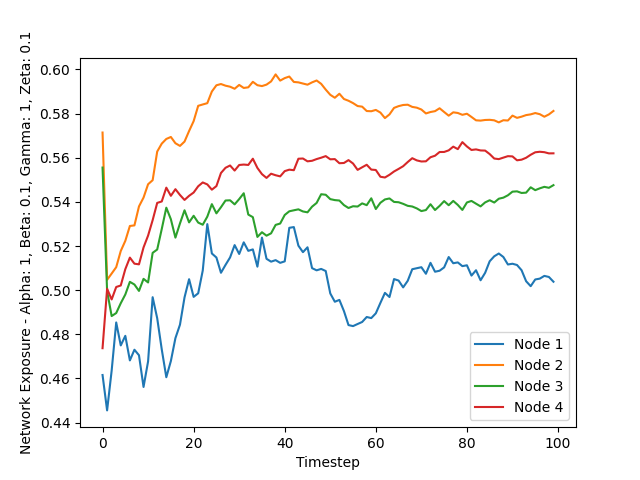 Network Exposure - Alpha: 1, Beta: 0.1, Gamma: 1, Zeta: 0.1
0.60
0.58
0.56
0.54
0.52
0.50
0.48
0.46
0.44
Node 1
Node 2
Node 3
Node 4
0 20 40 60 80 100
Timestep